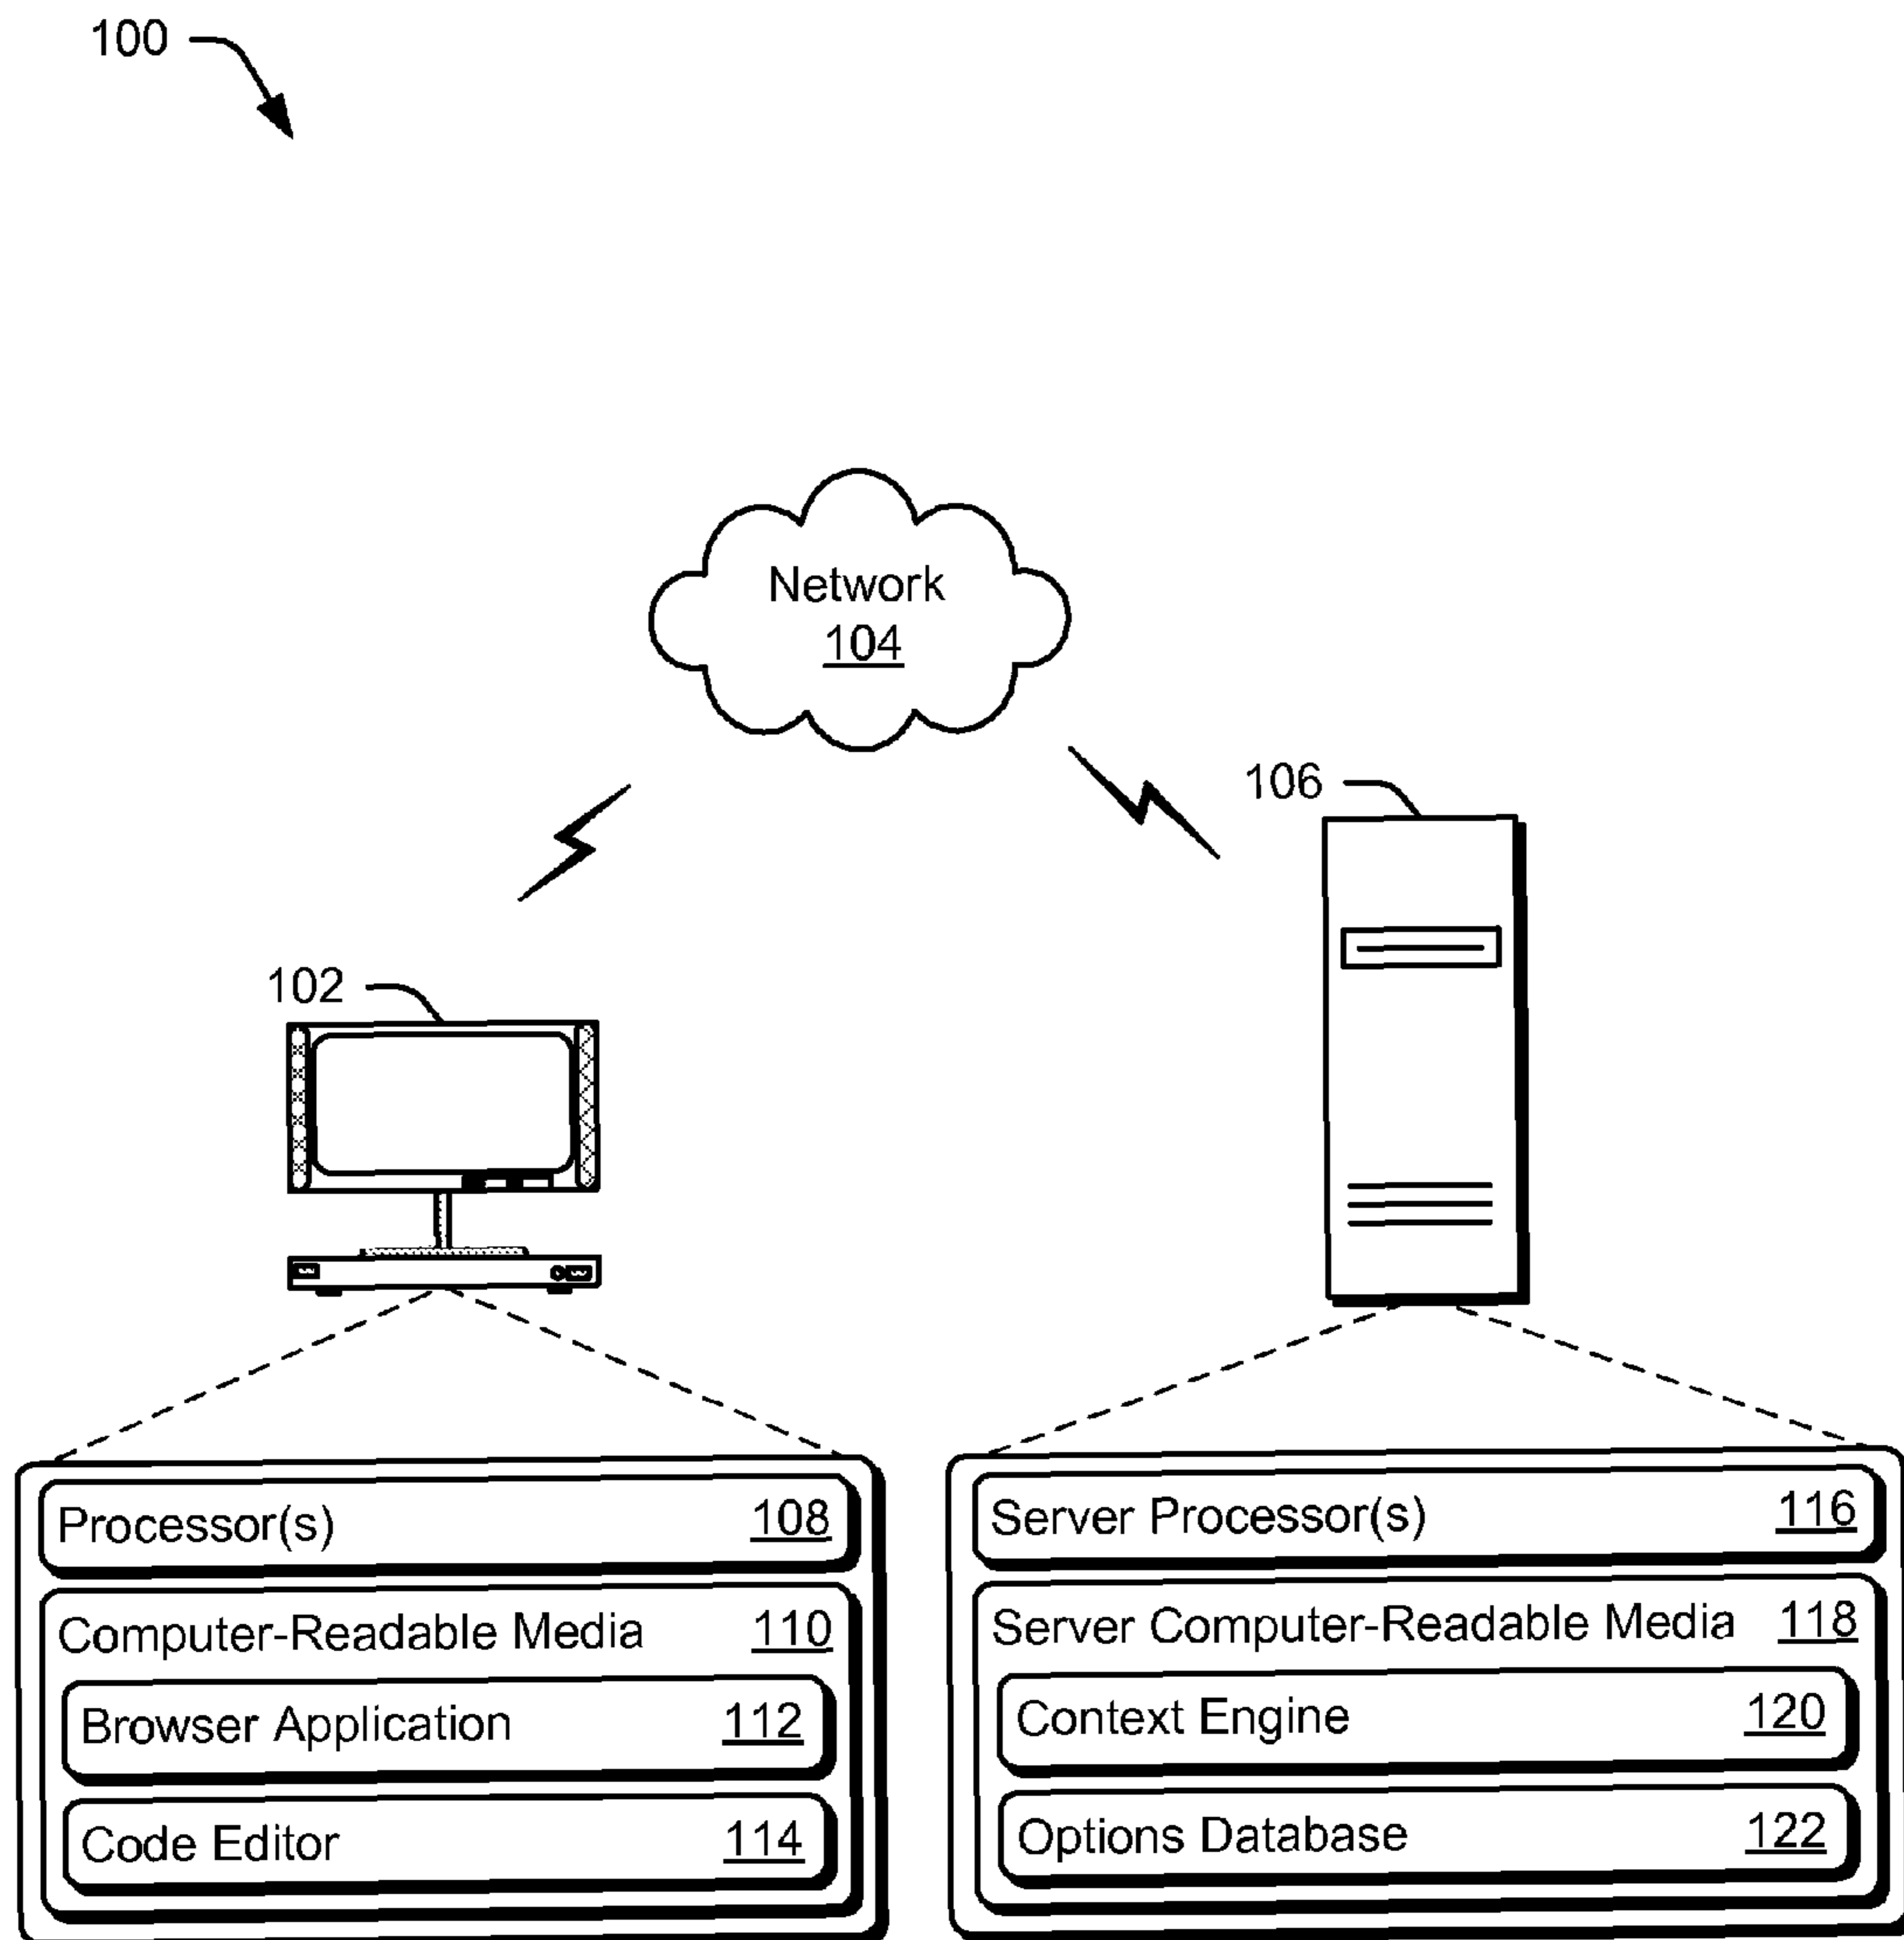 100
Network
104
106
102
Processor(s) 108
Computer-Readable Media 110
Browser Application 112
Code Editor 114
Server Processor(s) 116
Server Computer-Readable Media 118
Context Engine 120
Options Database 122